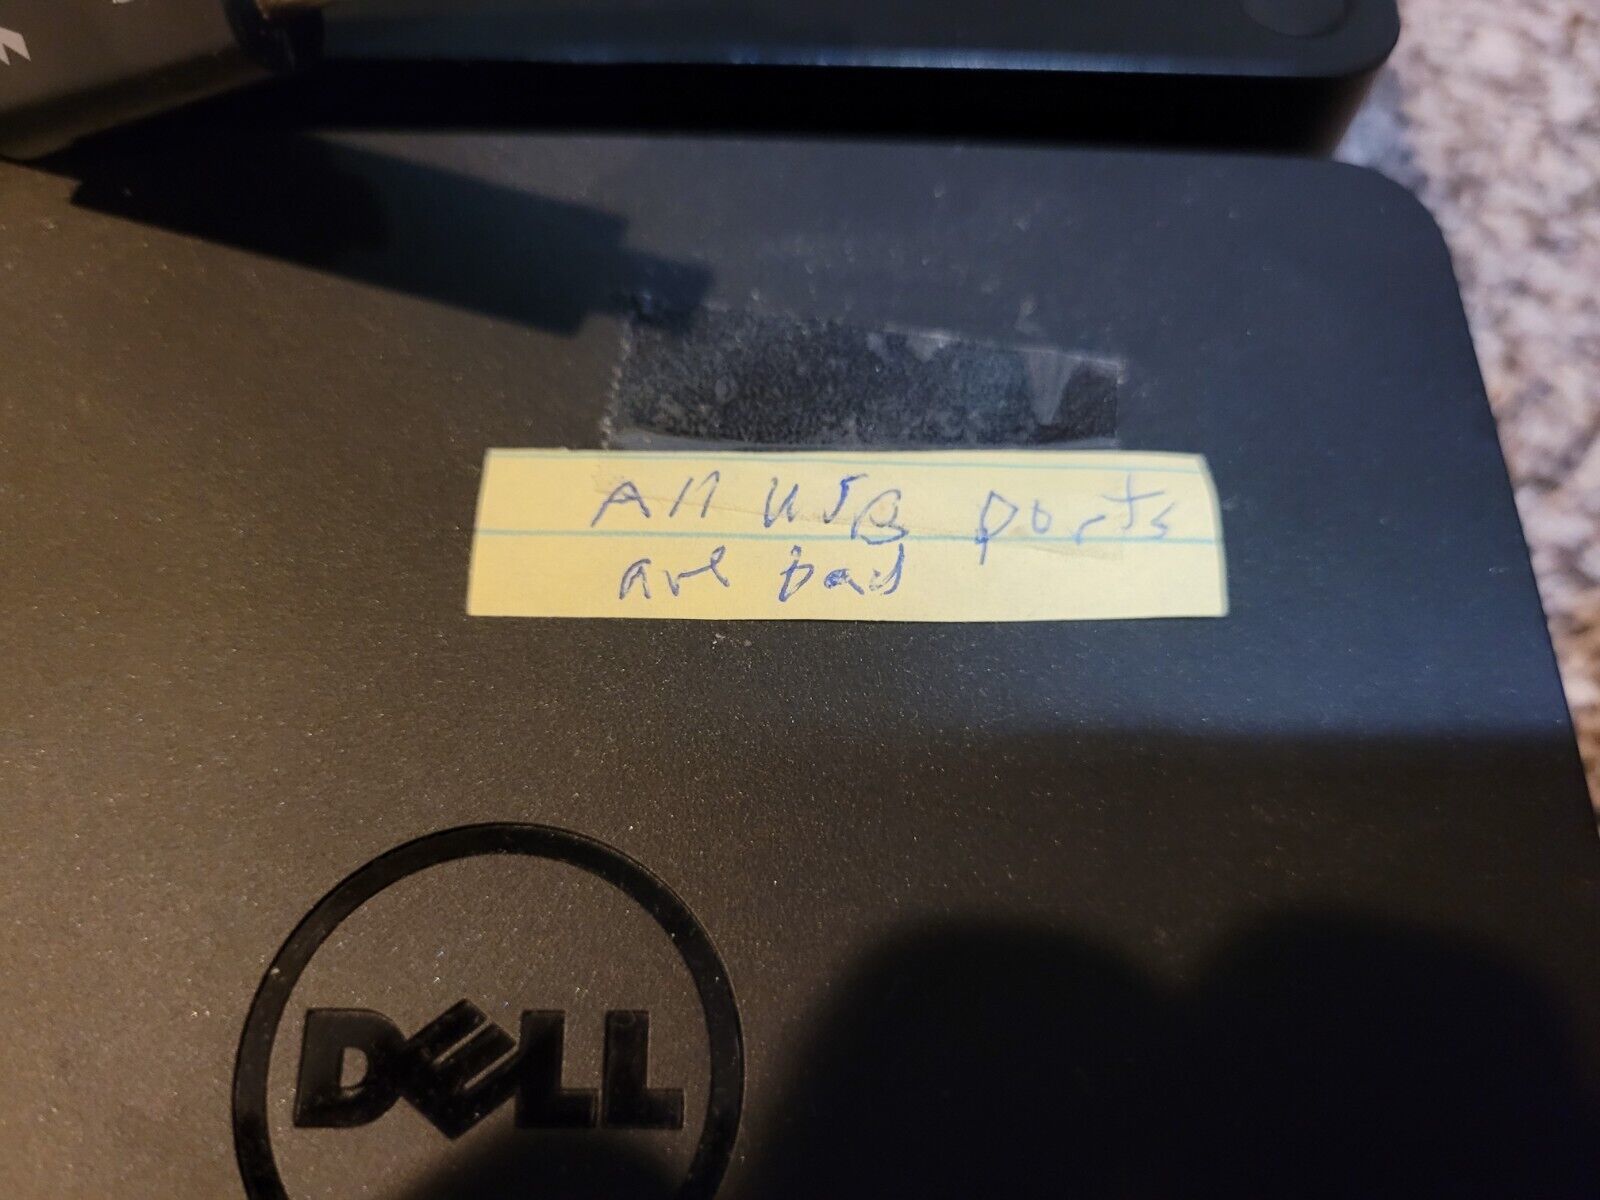 All USB ports
are bad
DELL